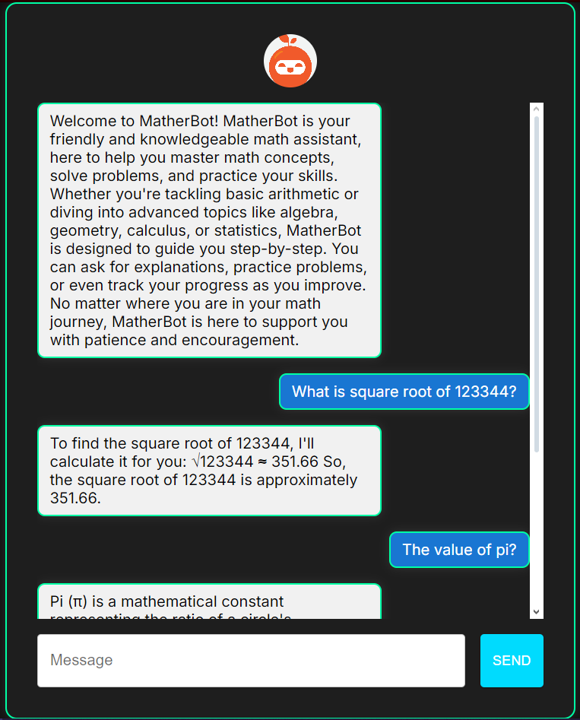 Welcome to MatherBot! MatherBot is your
friendly and knowledgeable math assistant,
here to help you master math concepts,
solve problems, and practice your skills.
Whether you're tackling basic arithmetic or
diving into advanced topics like algebra,
geometry, calculus, or statistics, MatherBot
is designed to guide you step-by-step. You
can ask for explanations, practice problems,
or even track your progress as you improve.
No matter where you are in your math
journey, MatherBot is here to support you
with patience and encouragement.
What is square root of 123344?
To find the square root of 123344, I'll
calculate it for you: √123344 ≈ 351.66 So,
the square root of 123344 is approximately
351.66.
The value of pi?
Pi (π) is a mathematical constant
representing the ratio of a circle's
Message
SEND